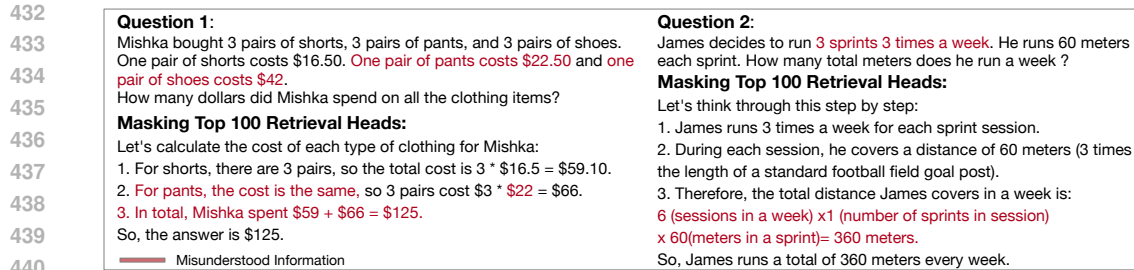 432
433
434
435
436
437
438
439
440
Question 1:
Mishka bought 3 pairs of shorts, 3 pairs of pants, and 3 pairs of shoes.
One pair of shorts costs $16.50. One pair of pants costs $22.50 and one
pair of shoes costs $42.
How many dollars did Mishka spend on all the clothing items?
Masking Top 100 Retrieval Heads:
Let's calculate the cost of each type of clothing for Mishka:
1. For shorts, there are 3 pairs, so the total cost is 3 * $16.5 = $59.10.
2. For pants, the cost is the same, so 3 pairs cost $3 * $22 = $66.
3. In total, Mishka spent $59 + $66 = $125.
So, the answer is $125.
Misunderstood Information
Question 2:
James decides to run 3 sprints 3 times a week. He runs 60 meters
each sprint. How many total meters does he run a week ?
Masking Top 100 Retrieval Heads:
Let's think through this step by step:
1. James runs 3 times a week for each sprint session.
2. During each session, he covers a distance of 60 meters (3 times
the length of a standard football field goal post).
3. Therefore, the total distance James covers in a week is:
6 (sessions in a week) x1 (number of sprints in session)
x 60(meters in a sprint)= 360 meters.
So, James runs a total of 360 meters every week.